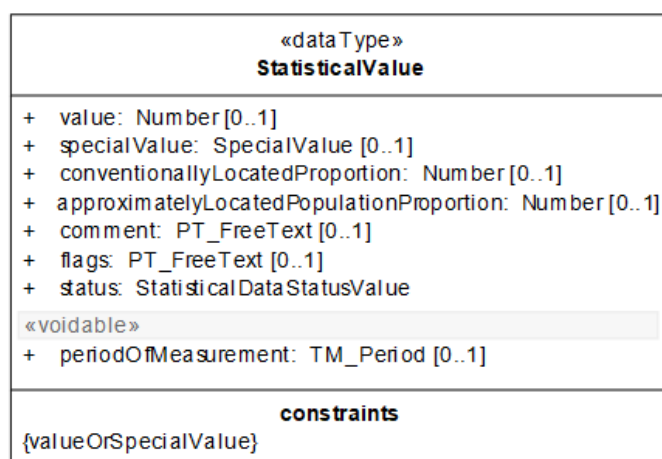 «dataType»
StatisticalValue
+ value: Number [0..1]
+ specialValue: SpecialValue [0..1]
+ conventionallyLocatedProportion: Number [0..1]
+ approximatelyLocatedPopulationProportion: Number [0..1]
+ comment: PT_FreeText [0..1]
+ flags: PT_FreeText [0..1]
+ status: StatisticalDataStatusValue
«voidable»
+ periodOfMeasurement: TM_Period [0..1]
constraints
{valueOrSpecialValue}